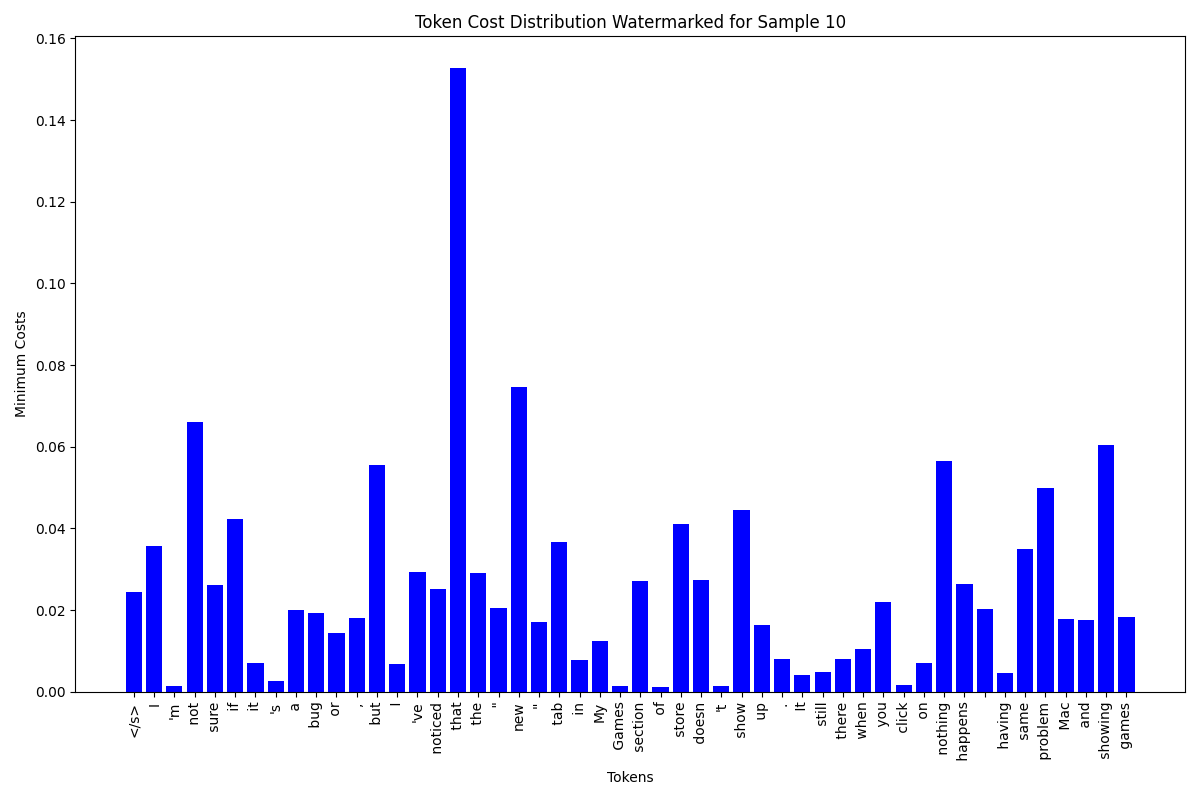 Token Cost Distribution Watermarked for Sample 10
Minimum Costs
0.16
0.14
0.12
0.10
0.08
0.06
0.04
0.02
0.00
</s>
I
'm
not
sure
if
it
's
a
bug
or
,
but
I
've
noticed
that
the
"
new
"
tab
in
My
Games
section
of
store
doesn
't
show
up
.
It
still
there
when
you
click
on
nothing
happens
.
having
same
problem
Mac
and
showing
games
Tokens